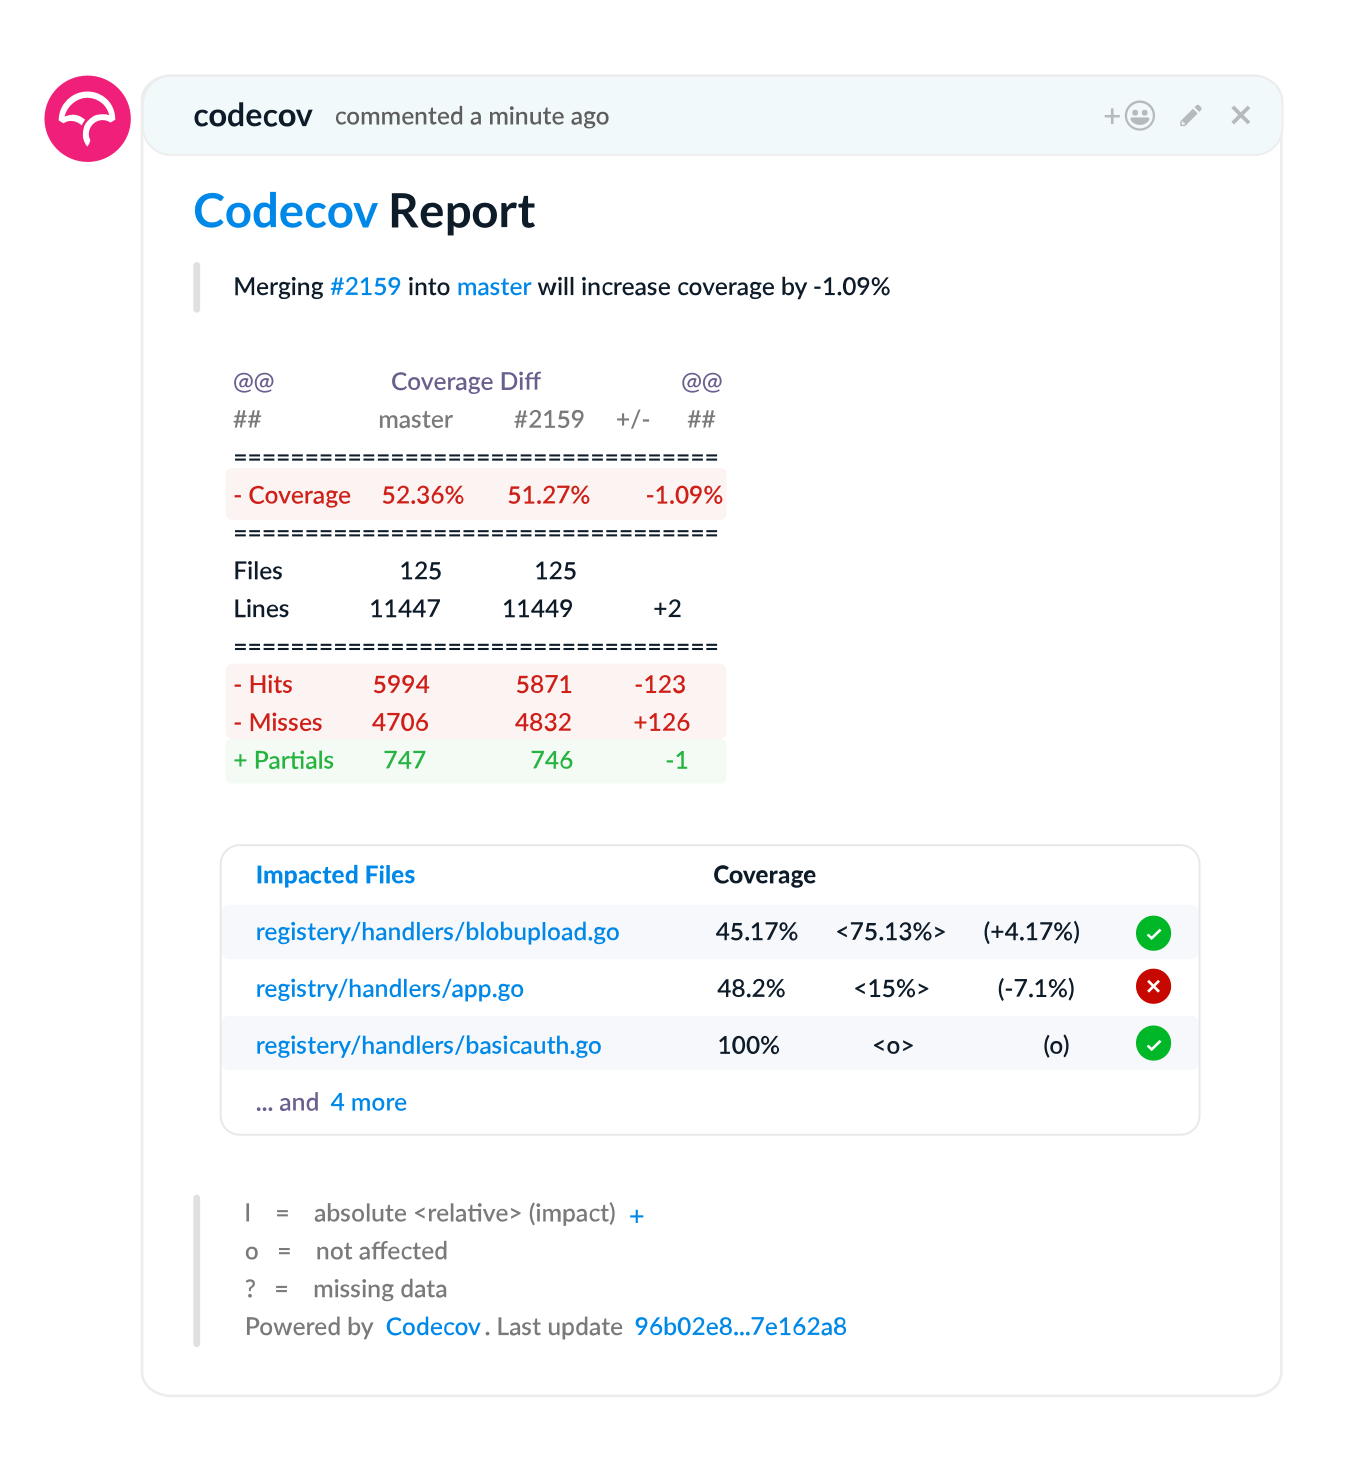 codecov commented a minute ago
Codecov Report
Merging #2159 into master will increase coverage by -1.09%
@@ Coverage Diff @@
## master #2159 +/- ##
==================================
- Coverage 52.36% 51.27% -1.09%
==================================
Files 125 125
Lines 11447 11449 +2
==================================
- Hits 5994 5871 -123
- Misses 4706 4832 +126
+ Partials 747 746 -1
Impacted Files Coverage
registery/handlers/blobupload.go 45.17% <75.13%> (+4.17%)
registry/handlers/app.go 48.2% <15%> (-7.1%)
registery/handlers/basicauth.go 100% <o> (o)
... and 4 more
I = absolute <relative> (impact) +
o = not affected
? = missing data
Powered by Codecov. Last update 96b02e8...7e162a8